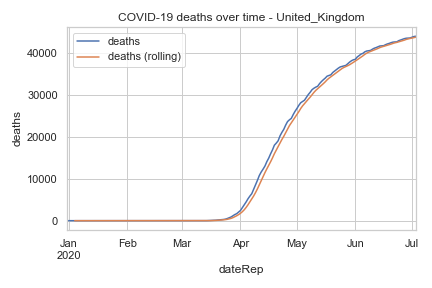 COVID-19 deaths over time - United_Kingdom
deaths
deaths (rolling)
40000
30000
20000
10000
0
deaths
Jan Feb Mar Apr May Jun Jul
2020
dateRep